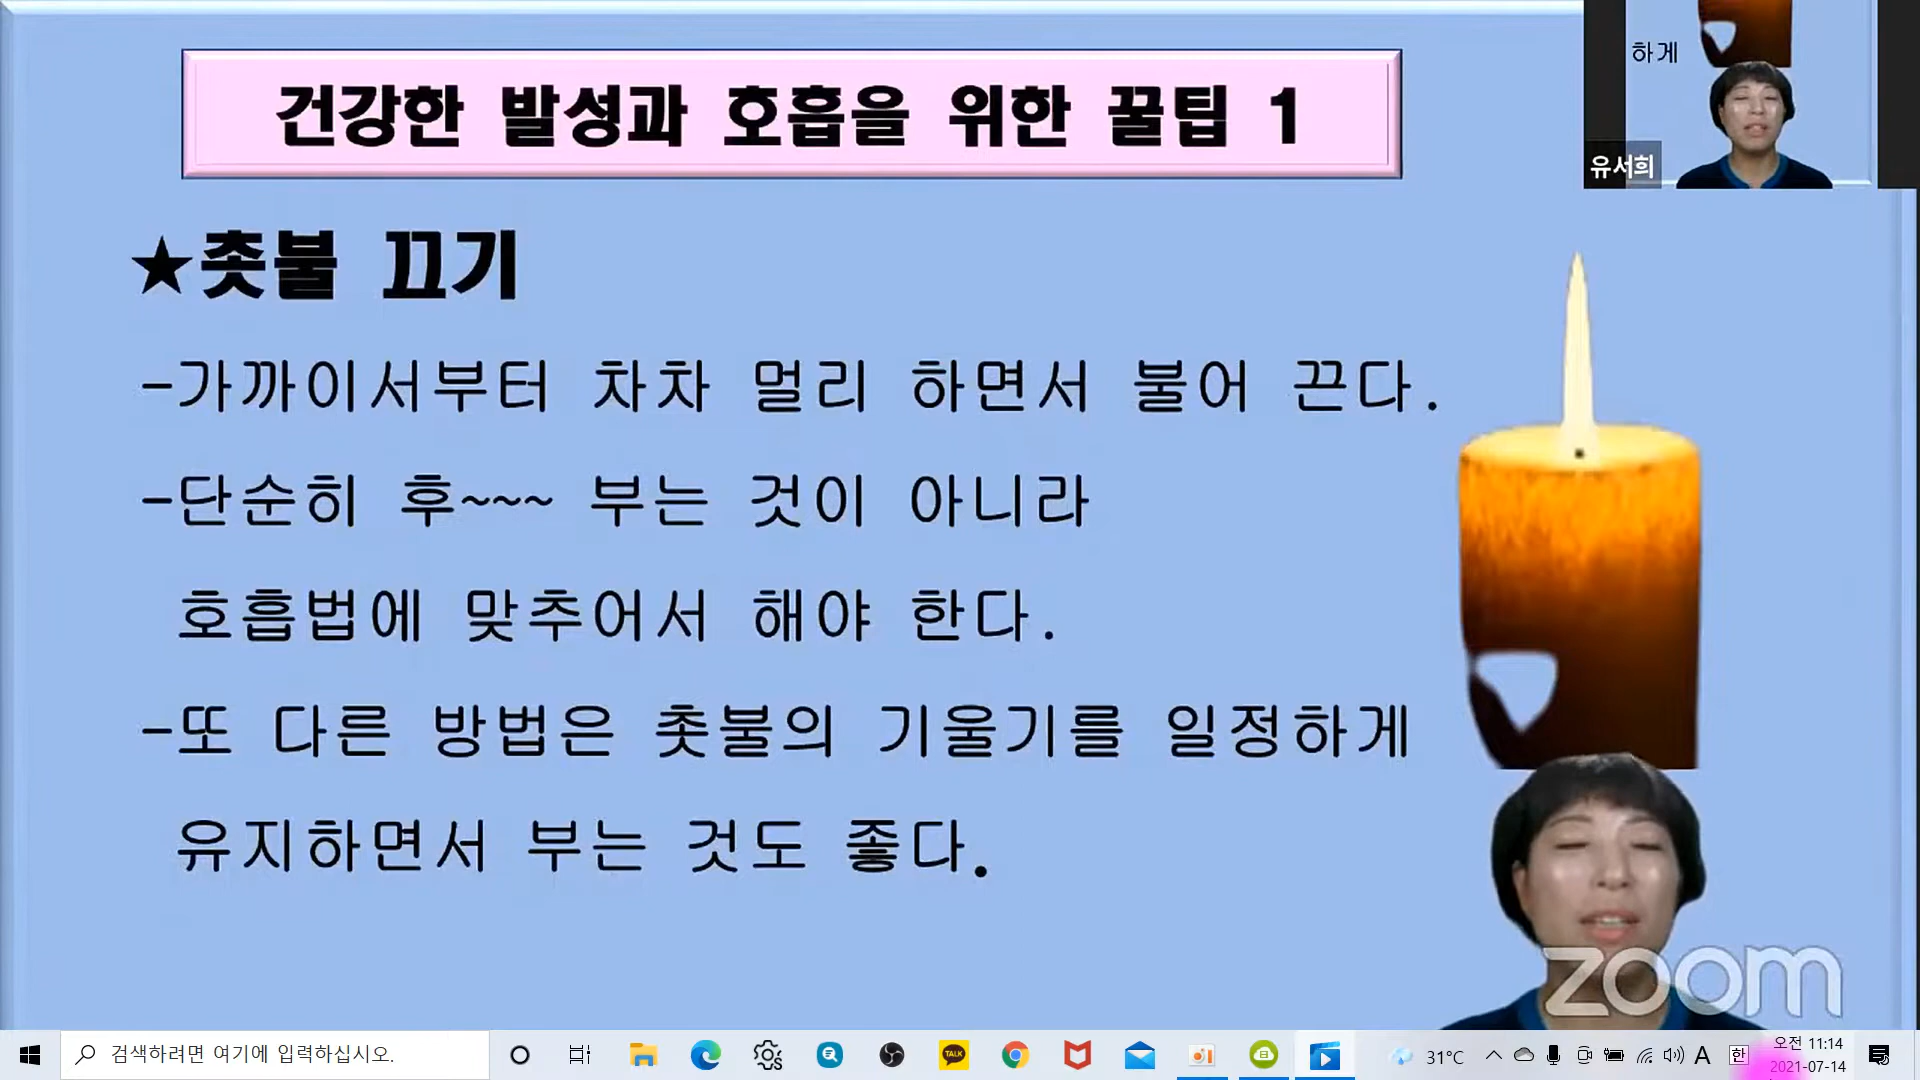 건강한 발성과 호흡을 위한 꿀팁 1
하게
유서희
★촛불 끄기
-가까이서부터 차차 멀리 하면서 불어 끈다.
-단순히 후~~~ 부는 것이 아니라
호흡법에 맞추어서 해야 한다.
-또 다른 방법은 촛불의 기울기를 일정하게
유지하면서 부는 것도 좋다.
zoom
검색하려면 여기에 입력하십시오.
TALK
31°C
A
한
오전 11:14
2021-07-14